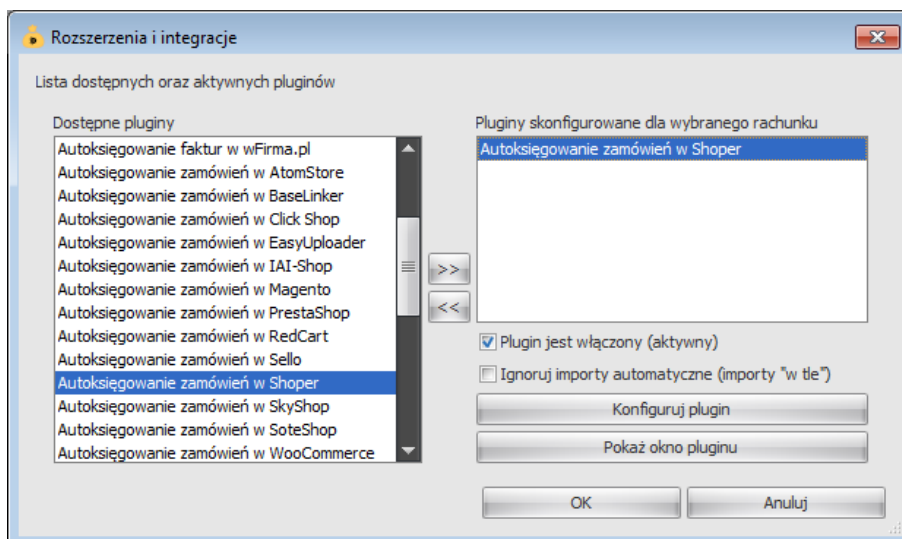 Rozszerzenia i integracje
Lista dostępnych oraz aktywnych pluginów
Dostępne pluginy
Autoksięgowanie faktur w wFirma.pl
Autoksięgowanie zamówień w AtomStore
Autoksięgowanie zamówień w BaseLinker
Autoksięgowanie zamówień w Click Shop
Autoksięgowanie zamówień w EasyUploader
Autoksięgowanie zamówień w IAI-Shop
Autoksięgowanie zamówień w Magento
Autoksięgowanie zamówień w PrestaShop
Autoksięgowanie zamówień w RedCart
Autoksięgowanie zamówień w Sello
Autoksięgowanie zamówień w Shoper
Autoksięgowanie zamówień w SkyShop
Autoksięgowanie zamówień w SoteShop
Autoksięgowanie zamówień w WooCommerce
>>
<<
Pluginy skonfigurowane dla wybranego rachunku
Autoksięgowanie zamówień w Shoper
Plugin jest włączony (aktywny)
Ignoruj importy automatyczne (importy "w tle")
Konfiguruj plugin
Pokaż okno pluginu
OK
Anuluj